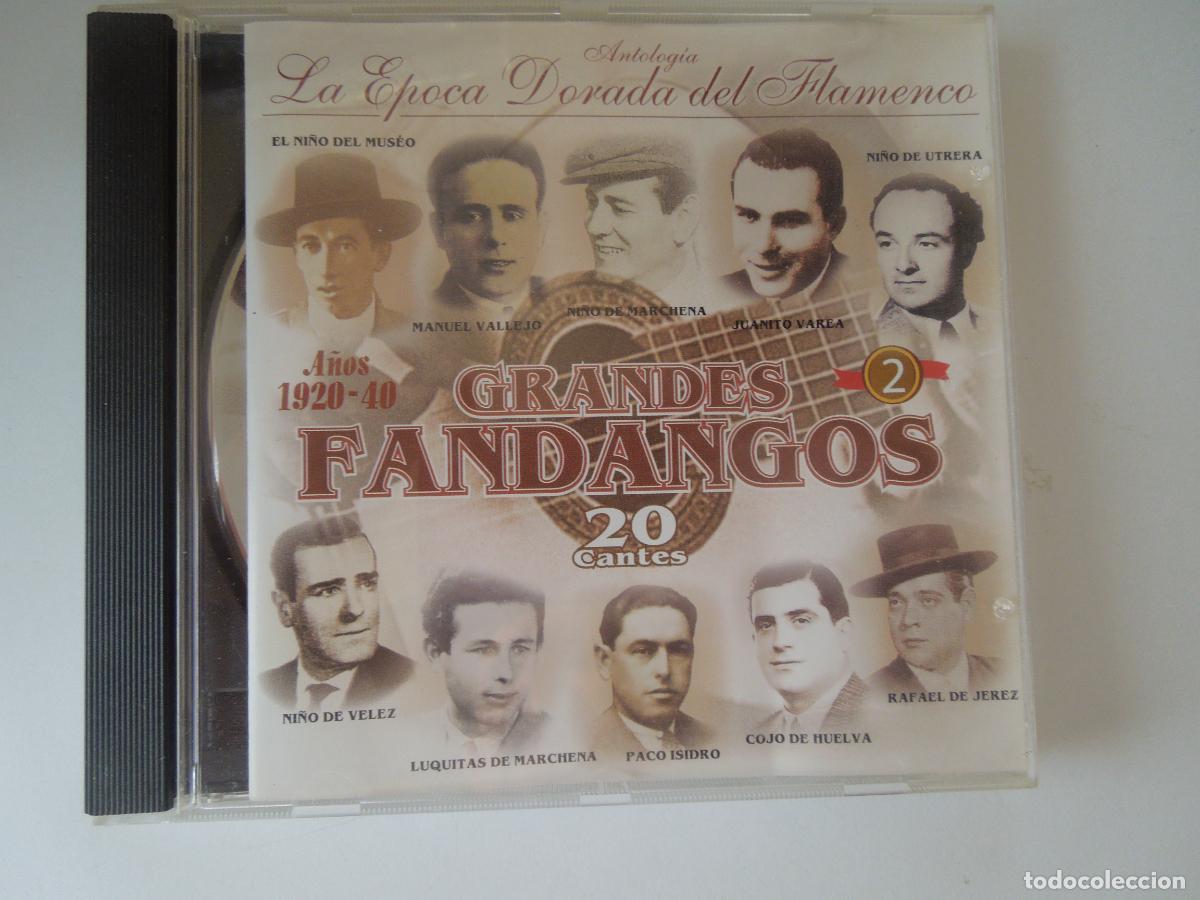 Antología
La Epoca Dorada del Flamenco
EL NIÑO DEL MUSÉO
MANUEL VALLEJO
NIÑO DE MARCHENA
JUANITO VAREA
NIÑO DE UTRERA
Años
1920-40
GRANDES
2
FANDANGOS
20
Cantes
NIÑO DE VELEZ
LUQUITAS DE MARCHENA
PACO ISIDRO
COJO DE HUELVA
RAFAEL DE JEREZ
todocoleccion